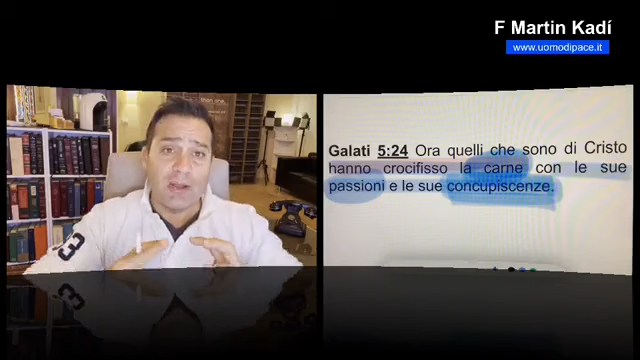 F Martin Kadí
www.uomodipace.it
Galati 5:24 Ora quelli che sono di Cristo
hanno crocifisso la carne con le sue
passioni e le sue concupiscenze.